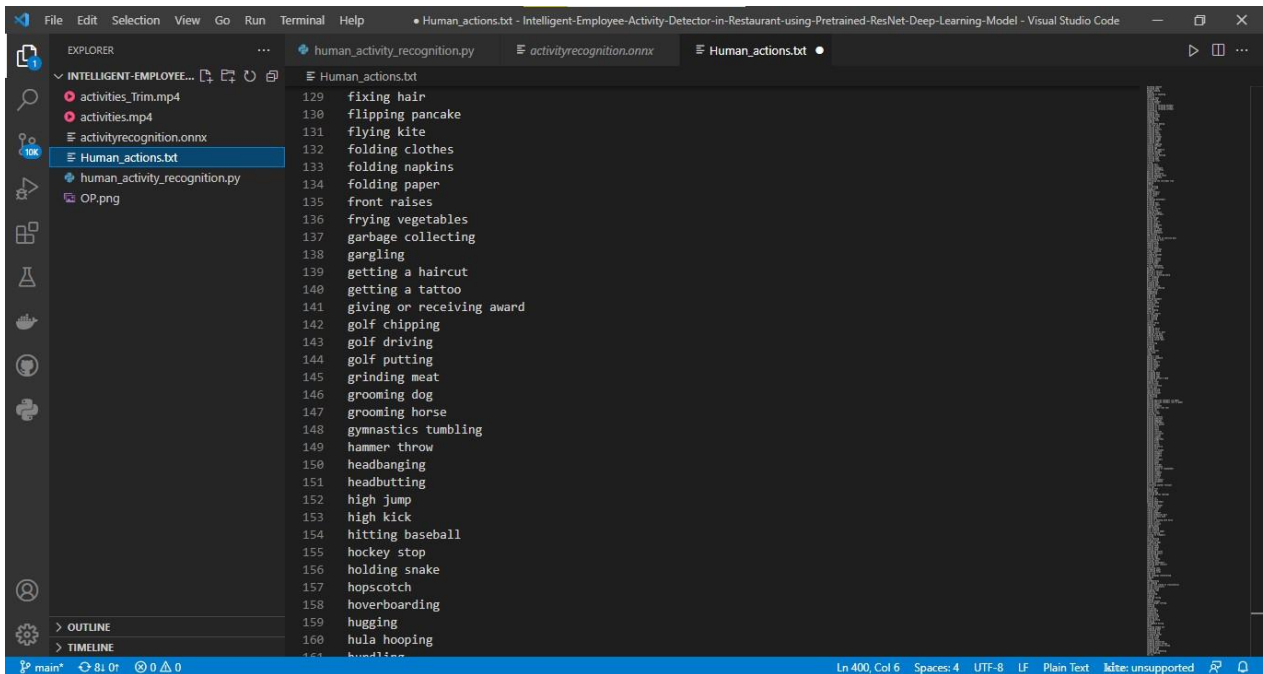 File Edit Selection View Go Run Terminal Help
● Human_actions.txt - Intelligent-Employee-Activity-Detector-in-Restaurant-using-Pretrained-ResNet-Deep-Learning-Model - Visual Studio Code
EXPLORER
human_activity_recognition.py activityrecognition.onnx Human_actions.txt ●
INTELLIGENT-EMPLOYEE...
Human_actions.txt
activities_Trim.mp4
activities.mp4
activityrecognition.onnx
Human_actions.txt
human_activity_recognition.py
OP.png
1
10K
129 fixing hair
130 flipping pancake
131 flying kite
132 folding clothes
133 folding napkins
134 folding paper
135 front raises
136 frying vegetables
137 garbage collecting
138 gargling
139 getting a haircut
140 getting a tattoo
141 giving or receiving award
142 golf chipping
143 golf driving
144 golf putting
145 grinding meat
146 grooming dog
147 grooming horse
148 gymnastics tumbling
149 hammer throw
150 headbanging
151 headbutting
152 high jump
153 high kick
154 hitting baseball
155 hockey stop
156 holding snake
157 hopscotch
158 hoverboarding
159 hugging
160 hula hooping
161 hurdling
OUTLINE
TIMELINE
main* 8↓ 0↑ 0 0 Ln 400, Col 6 Spaces: 4 UTF-8 LF Plain Text kite: unsupported